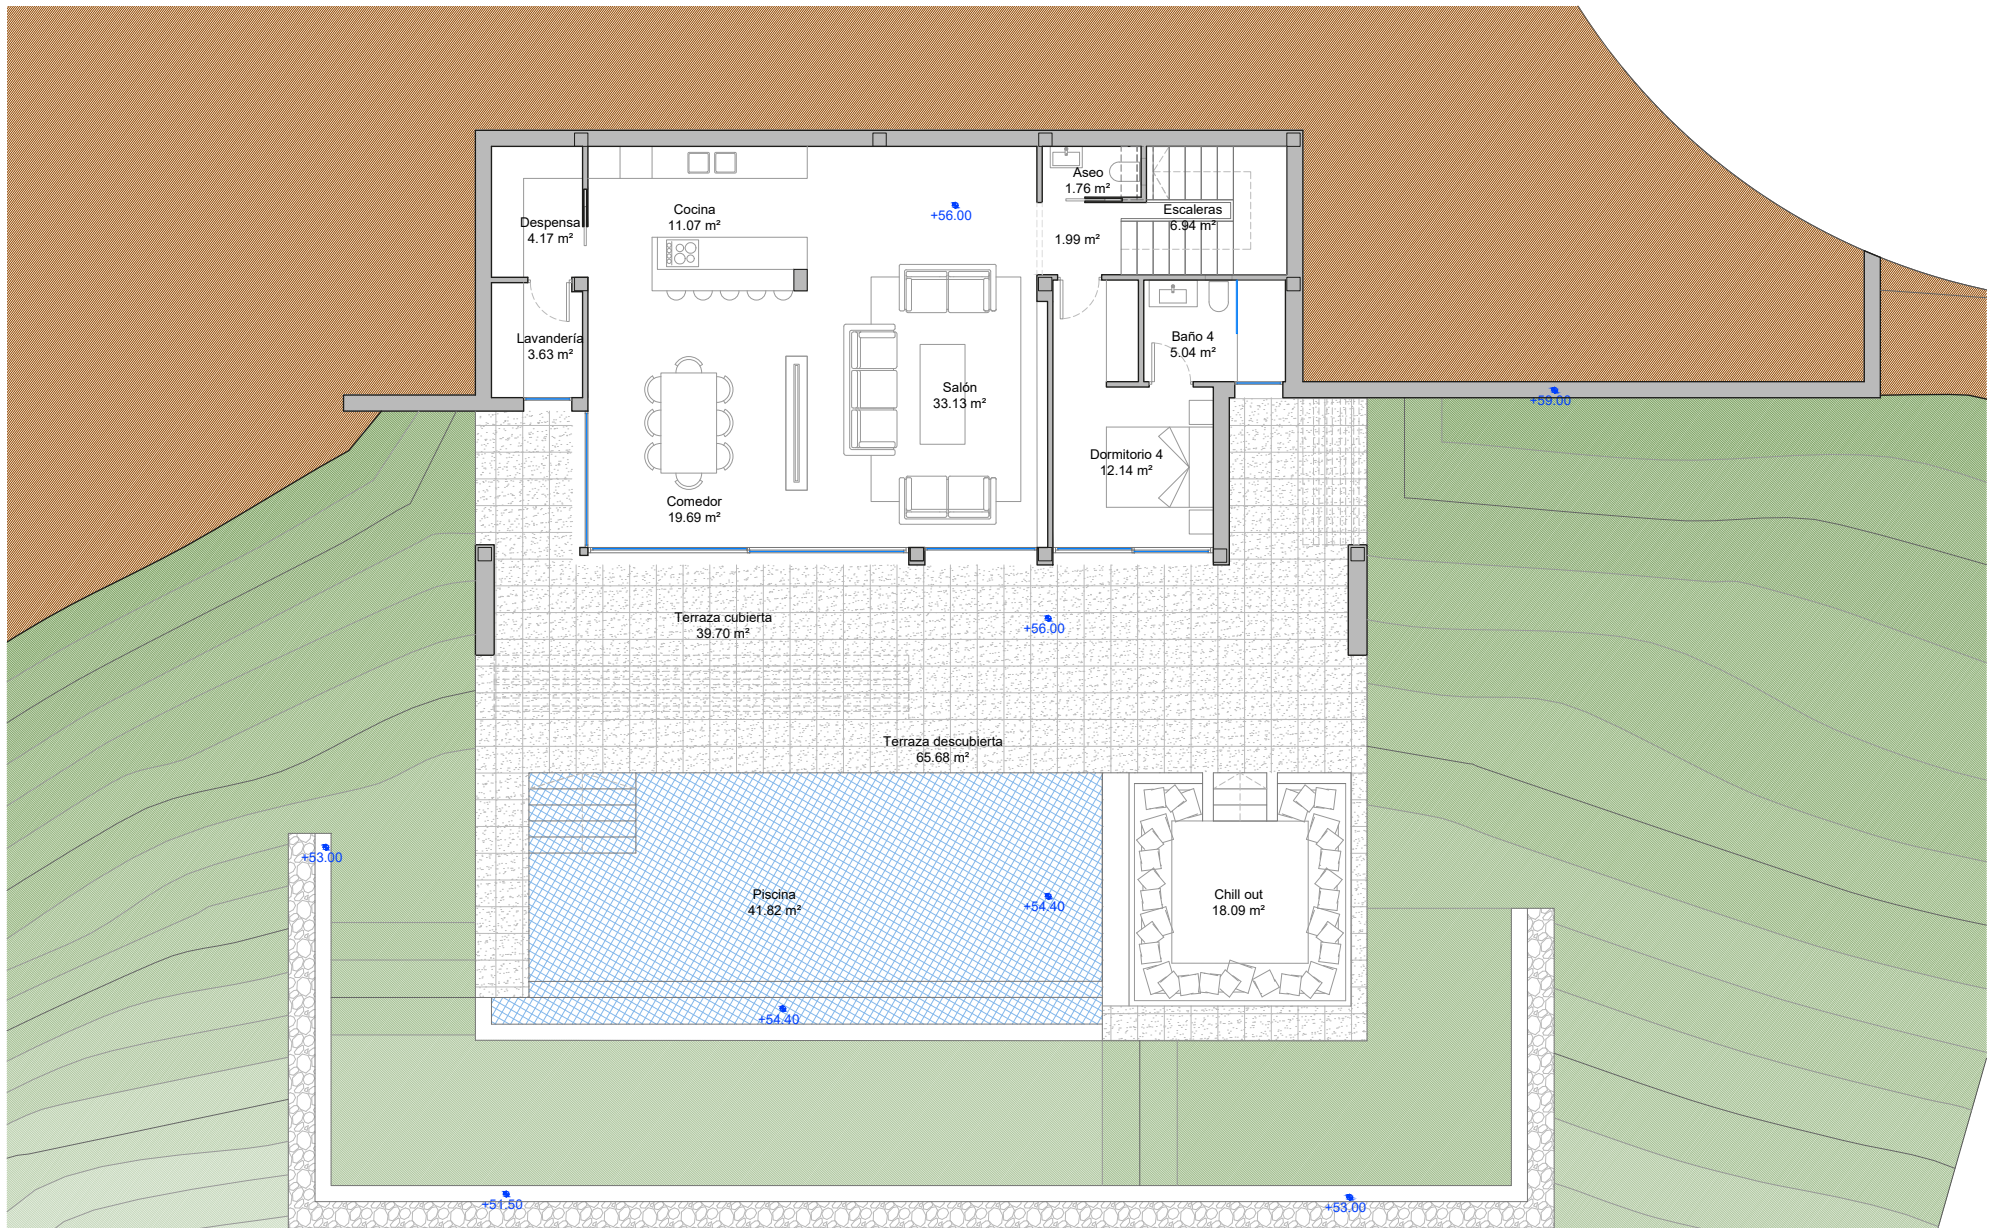 Aseo
1.76 m²
Despensa
4.17 m²
Cocina
11.07 m²
+56.00
Escaleras
6.94 m²
1.99 m²
Lavandería
3.63 m²
Baño 4
5.04 m²
Salón
33.13 m²
+59.00
Dormitorio 4
12.14 m²
Comedor
19.69 m²
Terraza cubierta
39.70 m²
+56.00
Terraza descubierta
65.68 m²
+53.00
Piscina
41.82 m²
+54.40
Chill out
18.09 m²
+54.40
+51.50
+53.00